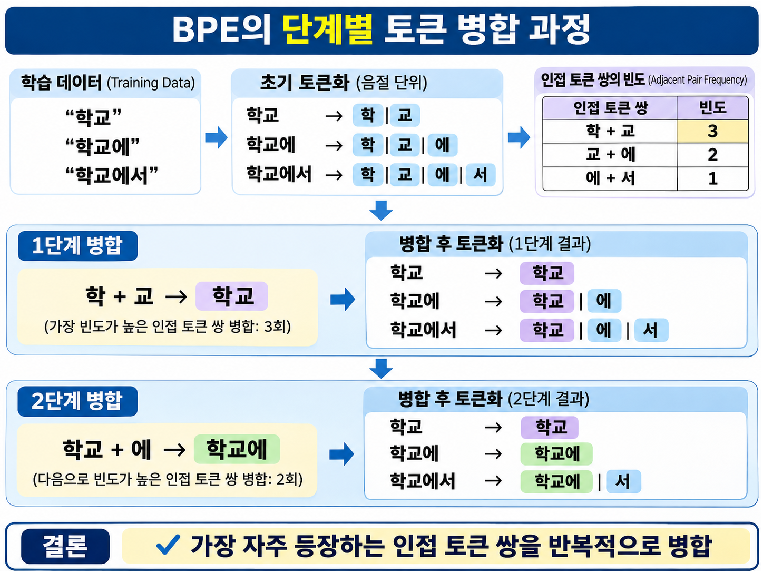 BPE의 단계별 토큰 병합 과정
학습 데이터 (Training Data)
“학교”
“학교에”
“학교에서”
초기 토큰화 (음절 단위)
학교 → 학 | 교
학교에 → 학 | 교 | 에
학교에서 → 학 | 교 | 에 | 서
인접 토큰 쌍의 빈도 (Adjacent Pair Frequency)
인접 토큰 쌍 빈도
학 + 교 3
교 + 에 2
에 + 서 1
1단계 병합
학 + 교 → 학교
(가장 빈도가 높은 인접 토큰 쌍 병합: 3회)
병합 후 토큰화 (1단계 결과)
학교 → 학교
학교에 → 학교 | 에
학교에서 → 학교 | 에 | 서
2단계 병합
학교 + 에 → 학교에
(다음으로 빈도가 높은 인접 토큰 쌍 병합: 2회)
병합 후 토큰화 (2단계 결과)
학교 → 학교
학교에 → 학교에
학교에서 → 학교에 | 서
결론
✓ 가장 자주 등장하는 인접 토큰 쌍을 반복적으로 병합